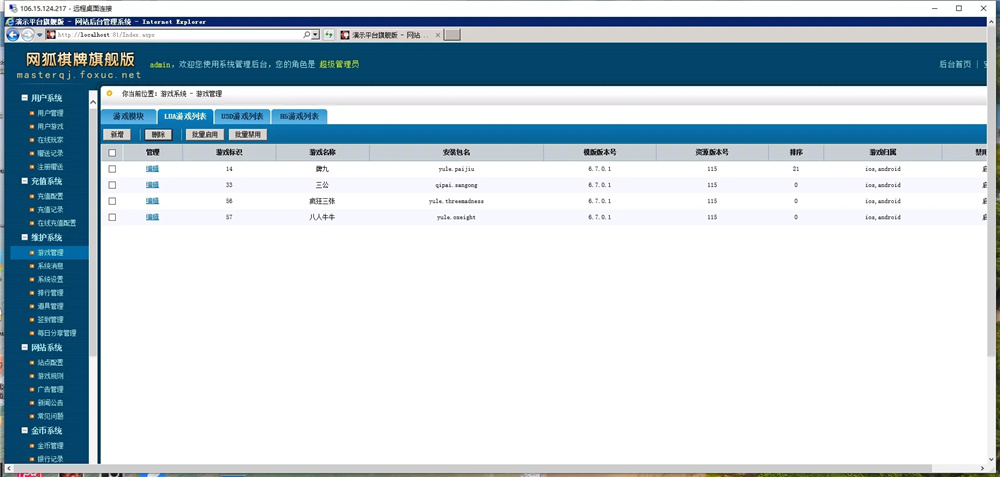 106.15.124.217 - 远程桌面连接
演示平台旗舰版 - 网站后台管理系统 - Internet Explorer
http://localhost:81/Index.aspx
演示平台旗舰版 - 网站...
网狐棋牌旗舰版
masterqj.foxuc.net
admin，欢迎您使用系统管理后台，您的角色是 超级管理员
后台首页
你当前位置：游戏系统 - 游戏管理
游戏模块 LUA游戏列表 U3D游戏列表 H5游戏列表
新增 删除 批量启用 批量禁用
管理 游戏标识 游戏名称 安装包名 模版版本号 资源版本号 排序 游戏归属 禁用
编辑 14 牌九 yule.paijiu 6.7.0.1 115 21 ios,android 启
编辑 33 三公 qipai.sangong 6.7.0.1 115 0 ios,android 启
编辑 56 疯狂三张 yule.threemadness 6.7.0.1 115 0 ios,android 启
编辑 57 八人牛牛 yule.oxeight 6.7.0.1 115 0 ios,android 启
用户系统
用户管理
用户游戏
在线玩家
赠送记录
注册赠送
充值系统
充值配置
充值记录
在线充值配置
维护系统
游戏管理
系统消息
系统设置
排行管理
道具管理
签到管理
每日分享管理
网站系统
站点配置
游戏规则
广告管理
新闻公告
常见问题
金币系统
金币管理
银行记录